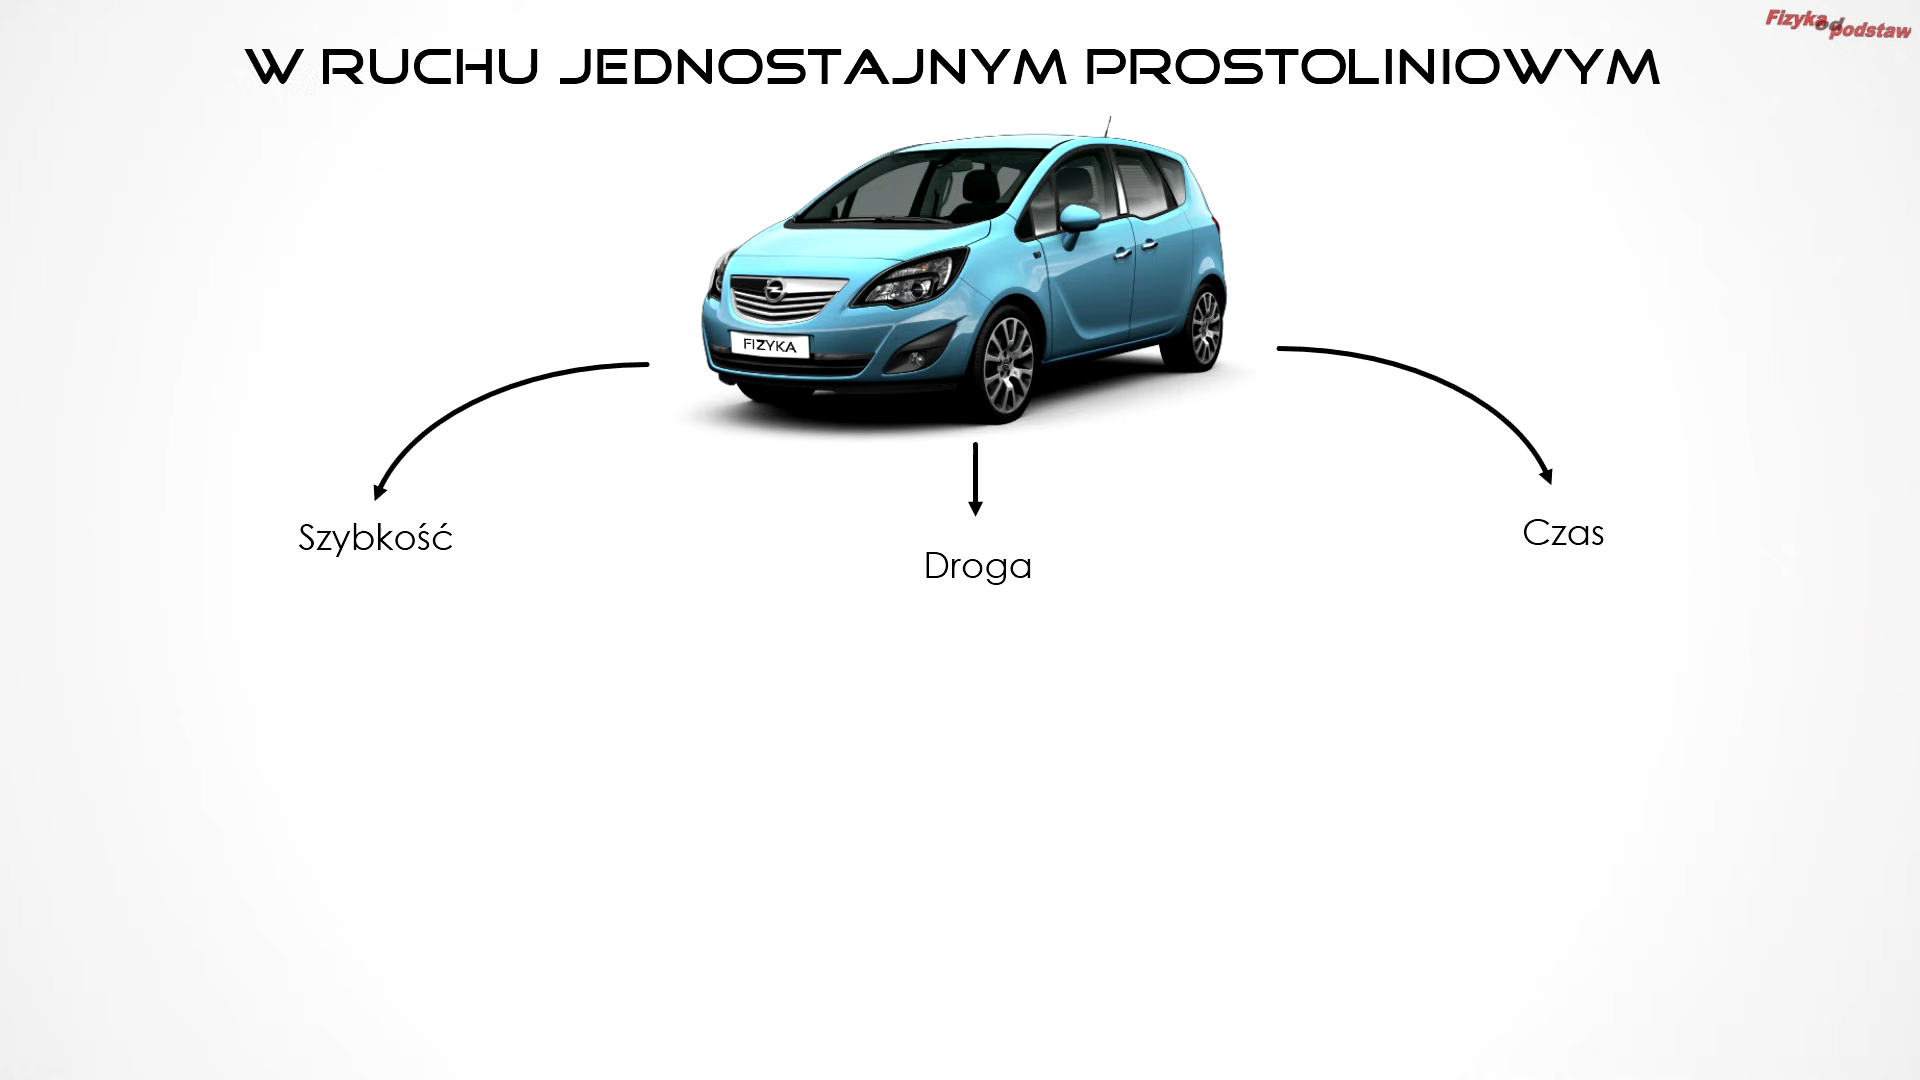 Fizyka od podstaw
W RUCHU JEDNOSTAJNYM PROSTOLINIOWYM
FIZYKA
Szybkość
Czas
Droga